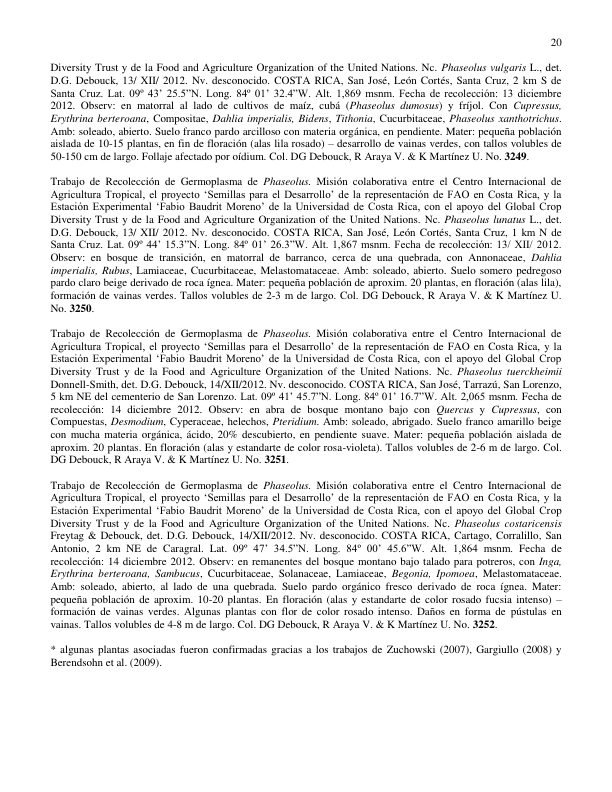 20
Diversity Trust y de la Food and Agriculture Organization of the United Nations. Nc. Phaseolus vulgaris L., det.
D.G. Debouck, 13/ XII/ 2012. Nv. desconocido. COSTA RICA, San José, León Cortés, Santa Cruz, 2 km S de
Santa Cruz. Lat. 09º 43’ 25.5”N. Long. 84º 01’ 32.4”W. Alt. 1,869 msnm. Fecha de recolección: 13 diciembre
2012. Observ: en matorral al lado de cultivos de maíz, cubá (Phaseolus dumosus) y fríjol. Con Cupressus,
Erythrina berteroana, Compositae, Dahlia imperialis, Bidens, Tithonia, Cucurbitaceae, Phaseolus xanthotrichus.
Amb: soleado, abierto. Suelo franco pardo arcilloso con materia orgánica, en pendiente. Mater: pequeña población
aislada de 10-15 plantas, en fin de floración (alas lila rosado) – desarrollo de vainas verdes, con tallos volubles de
50-150 cm de largo. Follaje afectado por oídium. Col. DG Debouck, R Araya V. & K Martínez U. No. 3249.
Trabajo de Recolección de Germoplasma de Phaseolus. Misión colaborativa entre el Centro Internacional de
Agricultura Tropical, el proyecto ‘Semillas para el Desarrollo’ de la representación de FAO en Costa Rica, y la
Estación Experimental ‘Fabio Baudrit Moreno’ de la Universidad de Costa Rica, con el apoyo del Global Crop
Diversity Trust y de la Food and Agriculture Organization of the United Nations. Nc. Phaseolus lunatus L., det.
D.G. Debouck, 13/ XII/ 2012. Nv. desconocido. COSTA RICA, San José, León Cortés, Santa Cruz, 1 km N de
Santa Cruz. Lat. 09º 44’ 15.3”N. Long. 84º 01’ 26.3”W. Alt. 1,867 msnm. Fecha de recolección: 13/ XII/ 2012.
Observ: en bosque de transición, en matorral de barranco, cerca de una quebrada, con Annonaceae, Dahlia
imperialis, Rubus, Lamiaceae, Cucurbitaceae, Melastomataceae. Amb: soleado, abierto. Suelo somero pedregoso
pardo claro beige derivado de roca ígnea. Mater: pequeña población de aproxim. 20 plantas, en floración (alas lila),
formación de vainas verdes. Tallos volubles de 2-3 m de largo. Col. DG Debouck, R Araya V. & K Martínez U.
No. 3250.
Trabajo de Recolección de Germoplasma de Phaseolus. Misión colaborativa entre el Centro Internacional de
Agricultura Tropical, el proyecto ‘Semillas para el Desarrollo’ de la representación de FAO en Costa Rica, y la
Estación Experimental ‘Fabio Baudrit Moreno’ de la Universidad de Costa Rica, con el apoyo del Global Crop
Diversity Trust y de la Food and Agriculture Organization of the United Nations. Nc. Phaseolus tuerckheimii
Donnell-Smith, det. D.G. Debouck, 14/XII/2012. Nv. desconocido. COSTA RICA, San José, Tarrazú, San Lorenzo,
5 km NE del cementerio de San Lorenzo. Lat. 09º 41’ 45.7”N. Long. 84º 01’ 16.7”W. Alt. 2,065 msnm. Fecha de
recolección: 14 diciembre 2012. Observ: en abra de bosque montano bajo con Quercus y Cupressus, con
Compuestas, Desmodium, Cyperaceae, helechos, Pteridium. Amb: soleado, abrigado. Suelo franco amarillo beige
con mucha materia orgánica, ácido, 20% descubierto, en pendiente suave. Mater: pequeña población aislada de
aproxim. 20 plantas. En floración (alas y estandarte de color rosa-violeta). Tallos volubles de 2-6 m de largo. Col.
DG Debouck, R Araya V. & K Martínez U. No. 3251.
Trabajo de Recolección de Germoplasma de Phaseolus. Misión colaborativa entre el Centro Internacional de
Agricultura Tropical, el proyecto ‘Semillas para el Desarrollo’ de la representación de FAO en Costa Rica, y la
Estación Experimental ‘Fabio Baudrit Moreno’ de la Universidad de Costa Rica, con el apoyo del Global Crop
Diversity Trust y de la Food and Agriculture Organization of the United Nations. Nc. Phaseolus costaricensis
Freytag & Debouck, det. D.G. Debouck, 14/XII/2012. Nv. desconocido. COSTA RICA, Cartago, Corralillo, San
Antonio, 2 km NE de Caragral. Lat. 09º 47’ 34.5”N. Long. 84º 00’ 45.6”W. Alt. 1,864 msnm. Fecha de
recolección: 14 diciembre 2012. Observ: en remanentes del bosque montano bajo talado para potreros, con Inga,
Erythrina berteroana, Sambucus, Cucurbitaceae, Solanaceae, Lamiaceae, Begonia, Ipomoea, Melastomataceae.
Amb: soleado, abierto, al lado de una quebrada. Suelo pardo orgánico fresco derivado de roca ígnea. Mater:
pequeña población de aproxim. 10-20 plantas. En floración (alas y estandarte de color rosado fucsia intenso) –
formación de vainas verdes. Algunas plantas con flor de color rosado intenso. Daños en forma de pústulas en
vainas. Tallos volubles de 4-8 m de largo. Col. DG Debouck, R Araya V. & K Martínez U. No. 3252.
* algunas plantas asociadas fueron confirmadas gracias a los trabajos de Zuchowski (2007), Gargiullo (2008) y
Berendsohn et al. (2009).